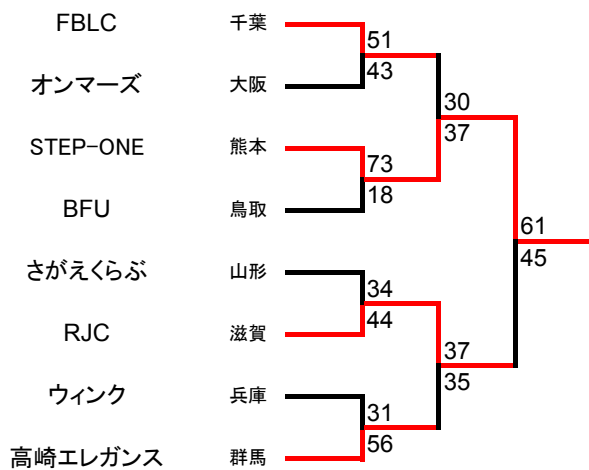 FBLC 千葉 51
オンマーズ 大阪 43
30
37
STEP-ONE 熊本 73
BFU 鳥取 18
61
45
さがえくらぶ 山形 34
RJC 滋賀 44
37
35
ウィンク 兵庫 31
高崎エレガンス 群馬 56